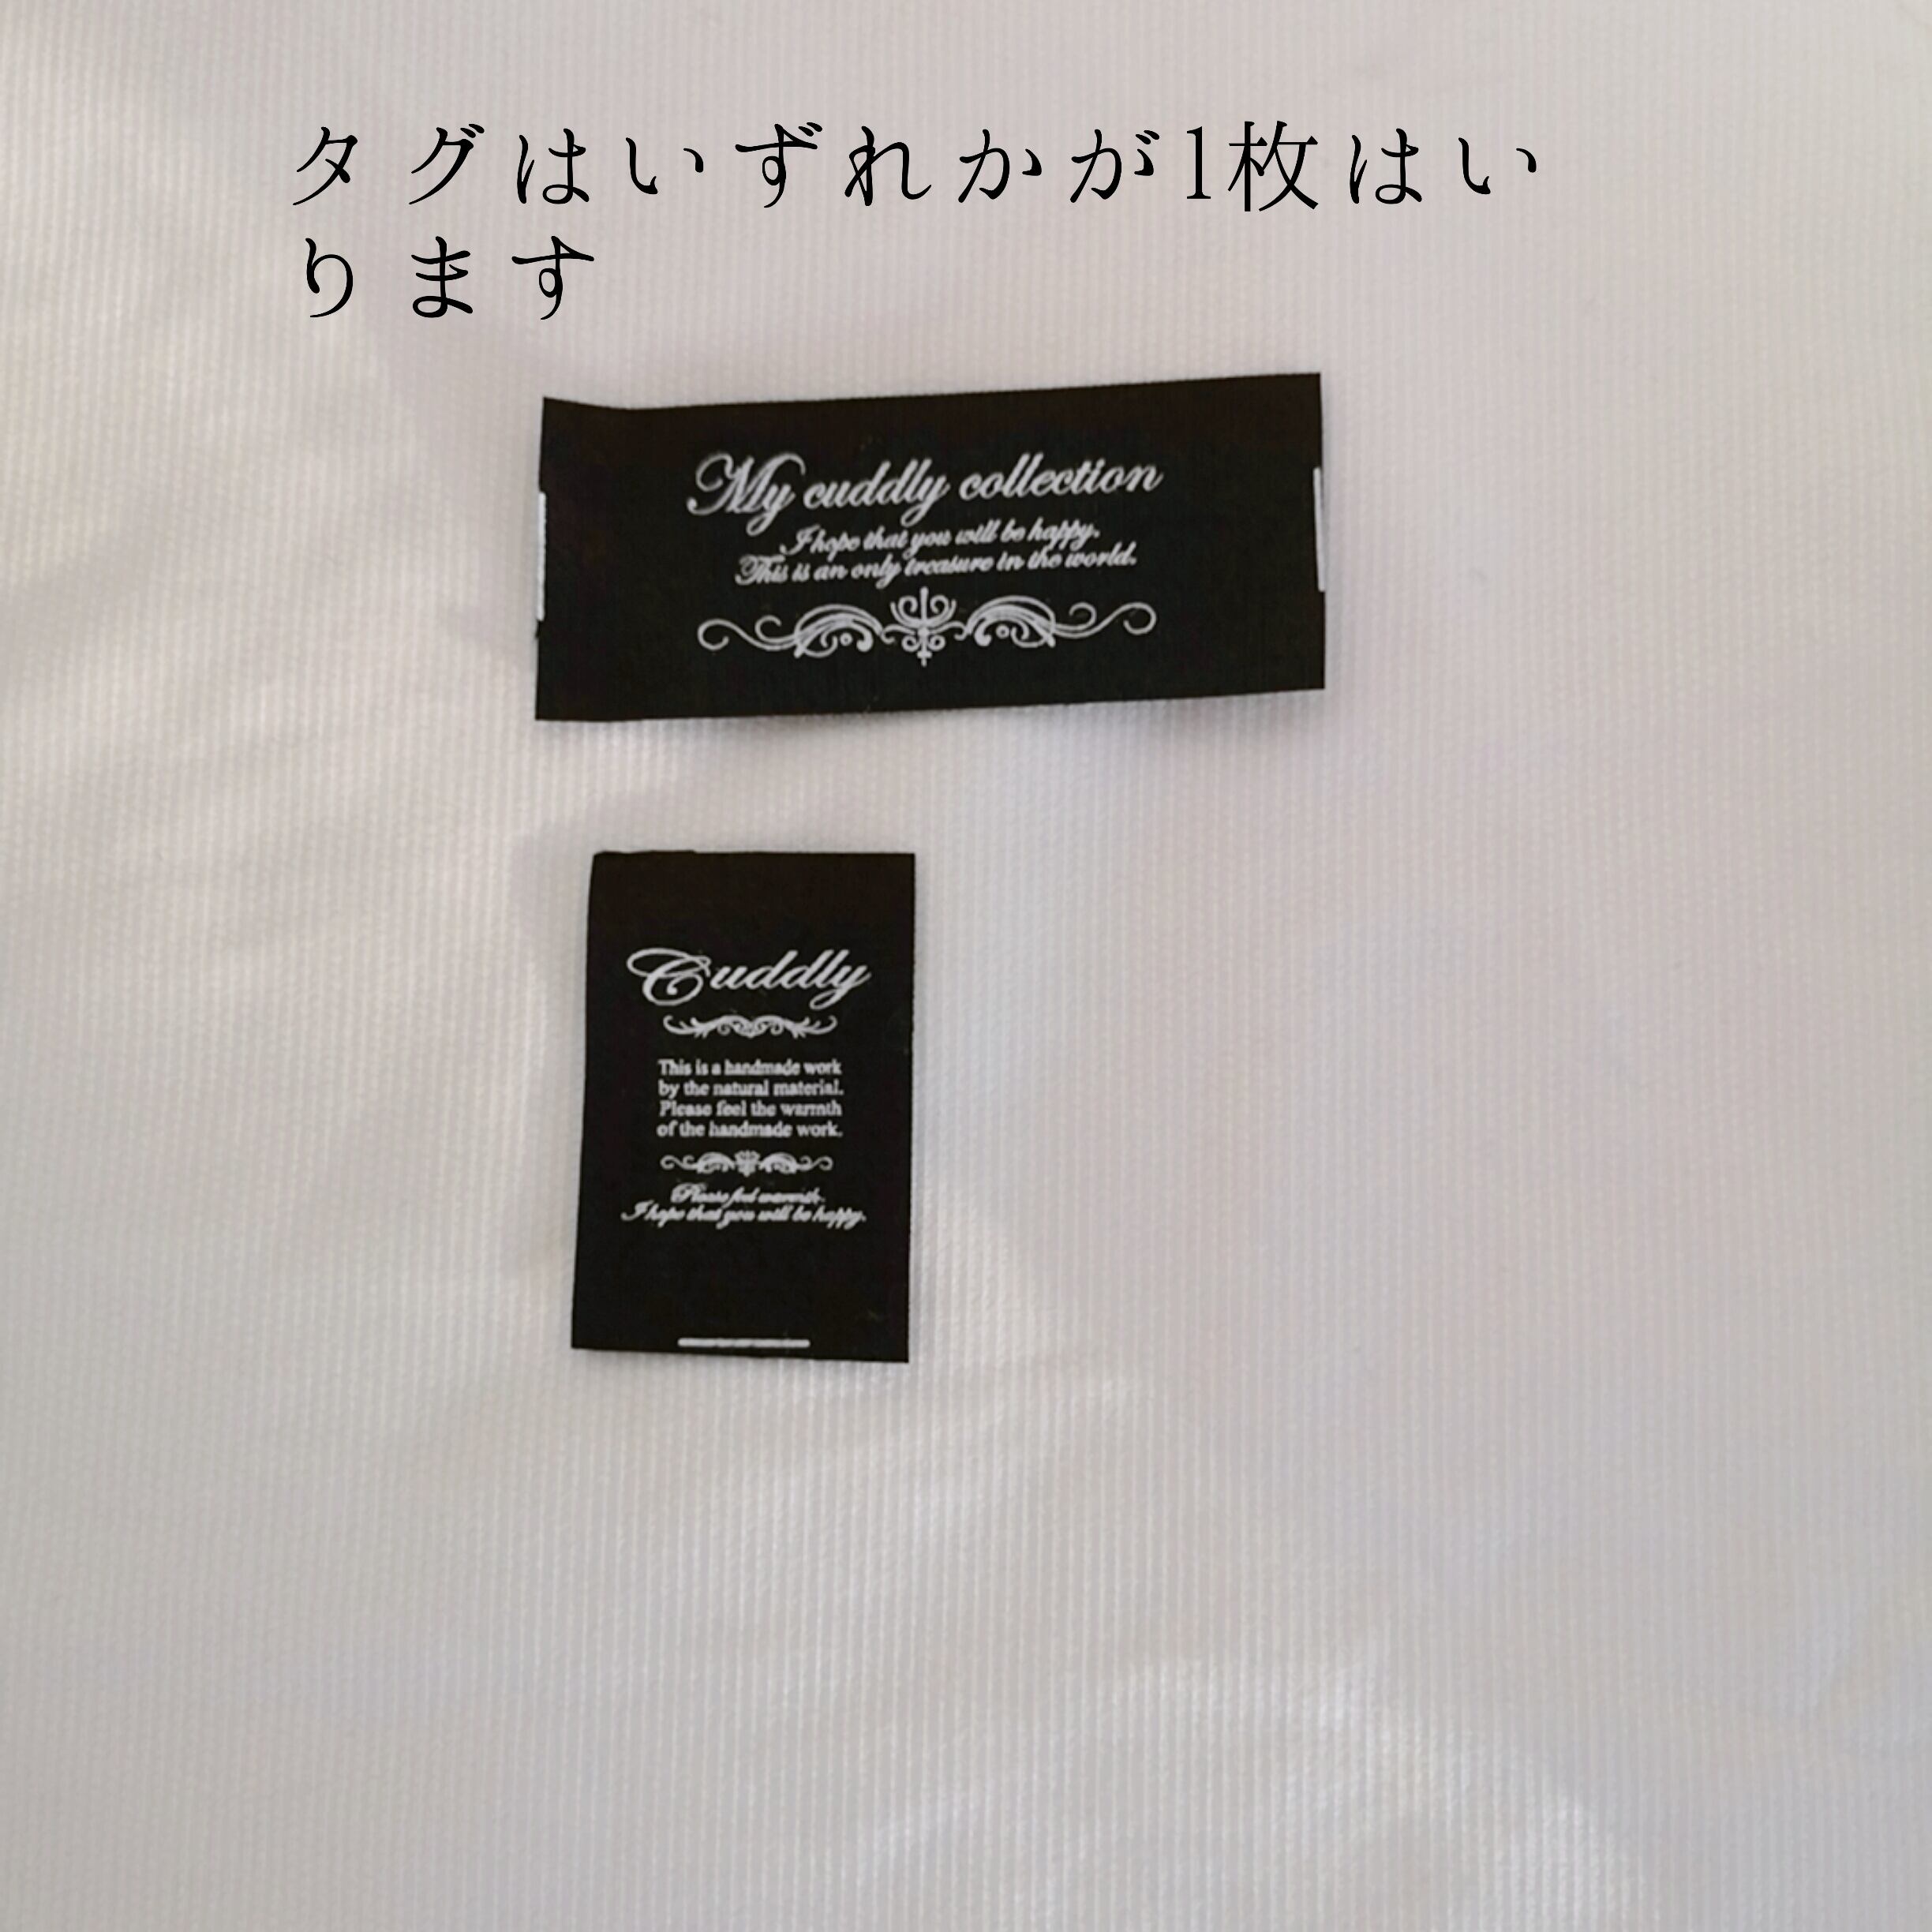 タグはいずれかが1枚はい
ります
My cuddly collection
I hope that you will be happy.
This is an only treasure in the world.
Cuddly
This is a handmade work
by the natural material.
Please feel the warmth
of the handmade work.
Please feel warmth.
I hope that you will be happy.